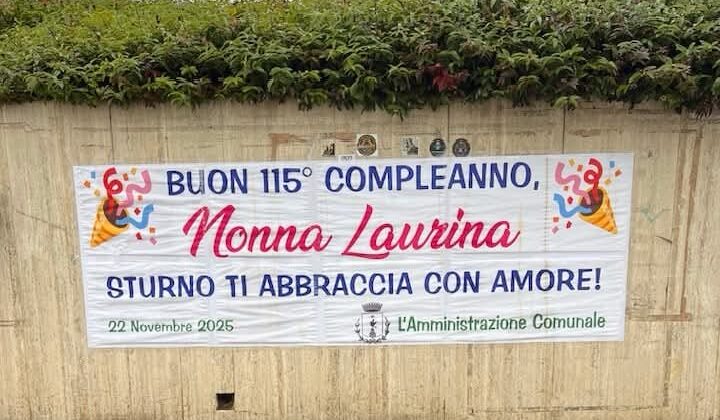 BUON 115° COMPLEANNO,
Nonna Laurina
STURNO TI ABBRACCIA CON AMORE!
22 Novembre 2025
L'Amministrazione Comunale